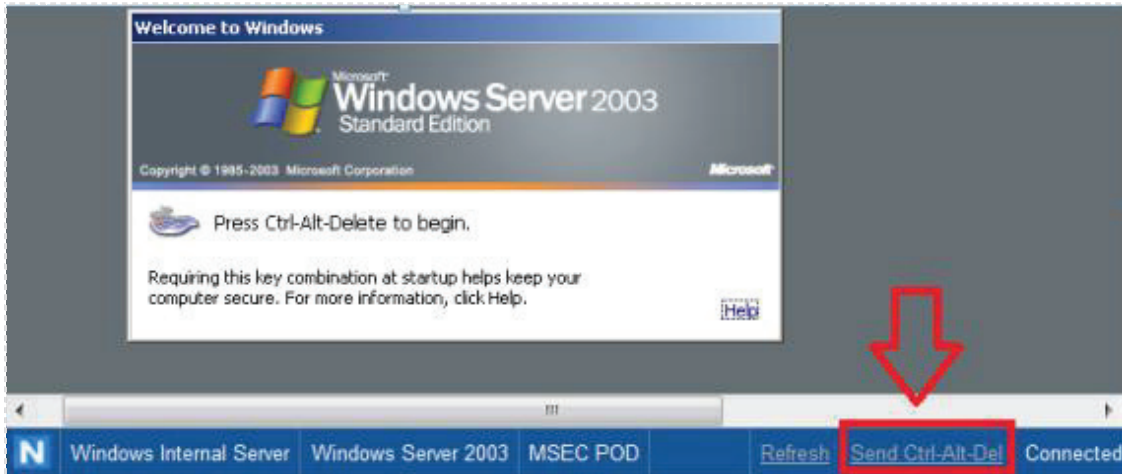 Welcome to Windows
Microsoft
Windows Server 2003
Standard Edition
Copyright © 1985-2003 Microsoft Corporation
Microsoft
Press Ctrl-Alt-Delete to begin.
Requiring this key combination at startup helps keep your
computer secure. For more information, click Help.
Help
N Windows Internal Server Windows Server 2003 MSEC POD Refresh Send Ctrl-Alt-Del Connected